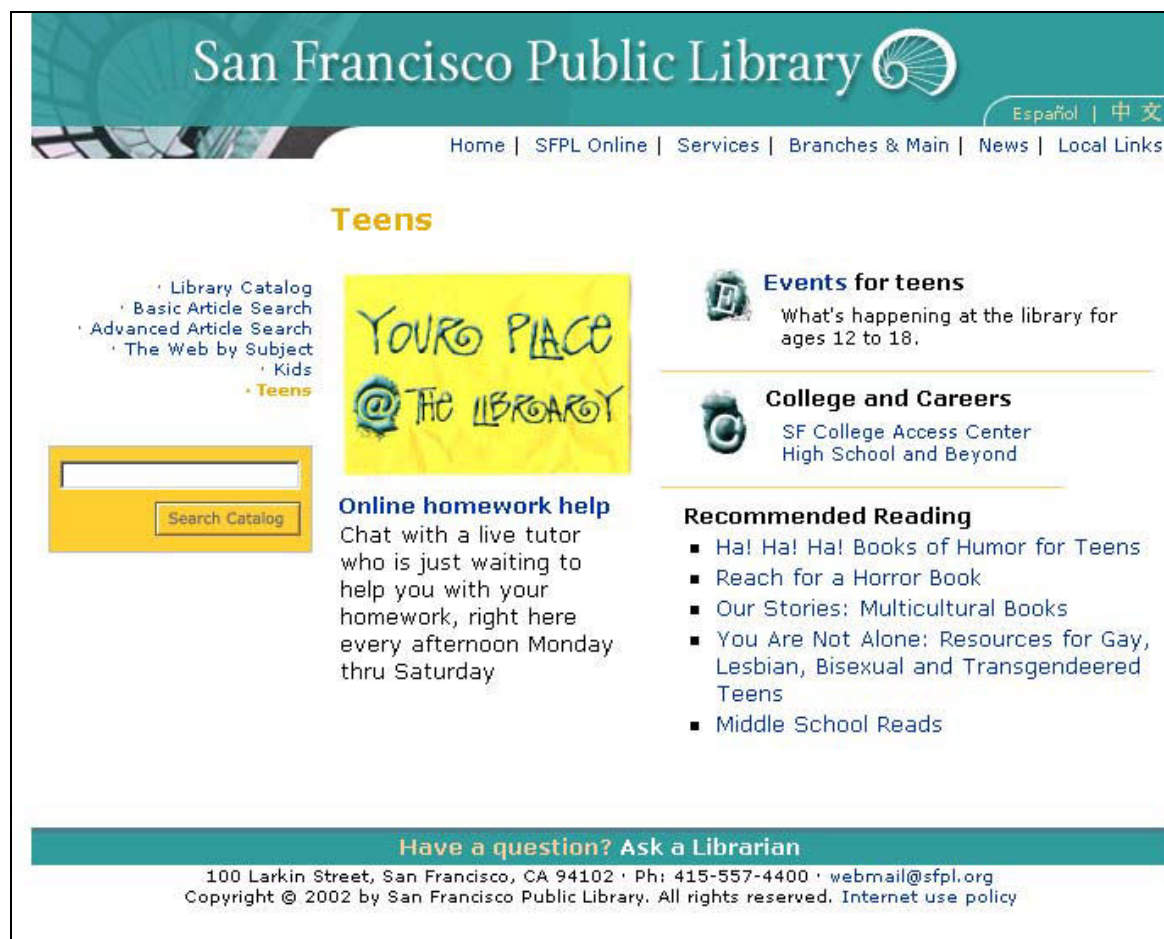 San Francisco Public Library
Español | 中文
Home | SFPL Online | Services | Branches & Main | News | Local Links
Teens
· Library Catalog
· Basic Article Search
· Advanced Article Search
· The Web by Subject
· Kids
· Teens
Search Catalog
YOUR PLACE
@ THE LIBRARY
Online homework help
Chat with a live tutor
who is just waiting to
help you with your
homework, right here
every afternoon Monday
thru Saturday
E
Events for teens
What's happening at the library for
ages 12 to 18.
C
College and Careers
SF College Access Center
High School and Beyond
Recommended Reading
▪ Ha! Ha! Ha! Books of Humor for Teens
▪ Reach for a Horror Book
▪ Our Stories: Multicultural Books
▪ You Are Not Alone: Resources for Gay,
Lesbian, Bisexual and Transgendeered
Teens
▪ Middle School Reads
Have a question? Ask a Librarian
100 Larkin Street, San Francisco, CA 94102 · Ph: 415-557-4400 · webmail@sfpl.org
Copyright © 2002 by San Francisco Public Library. All rights reserved. Internet use policy